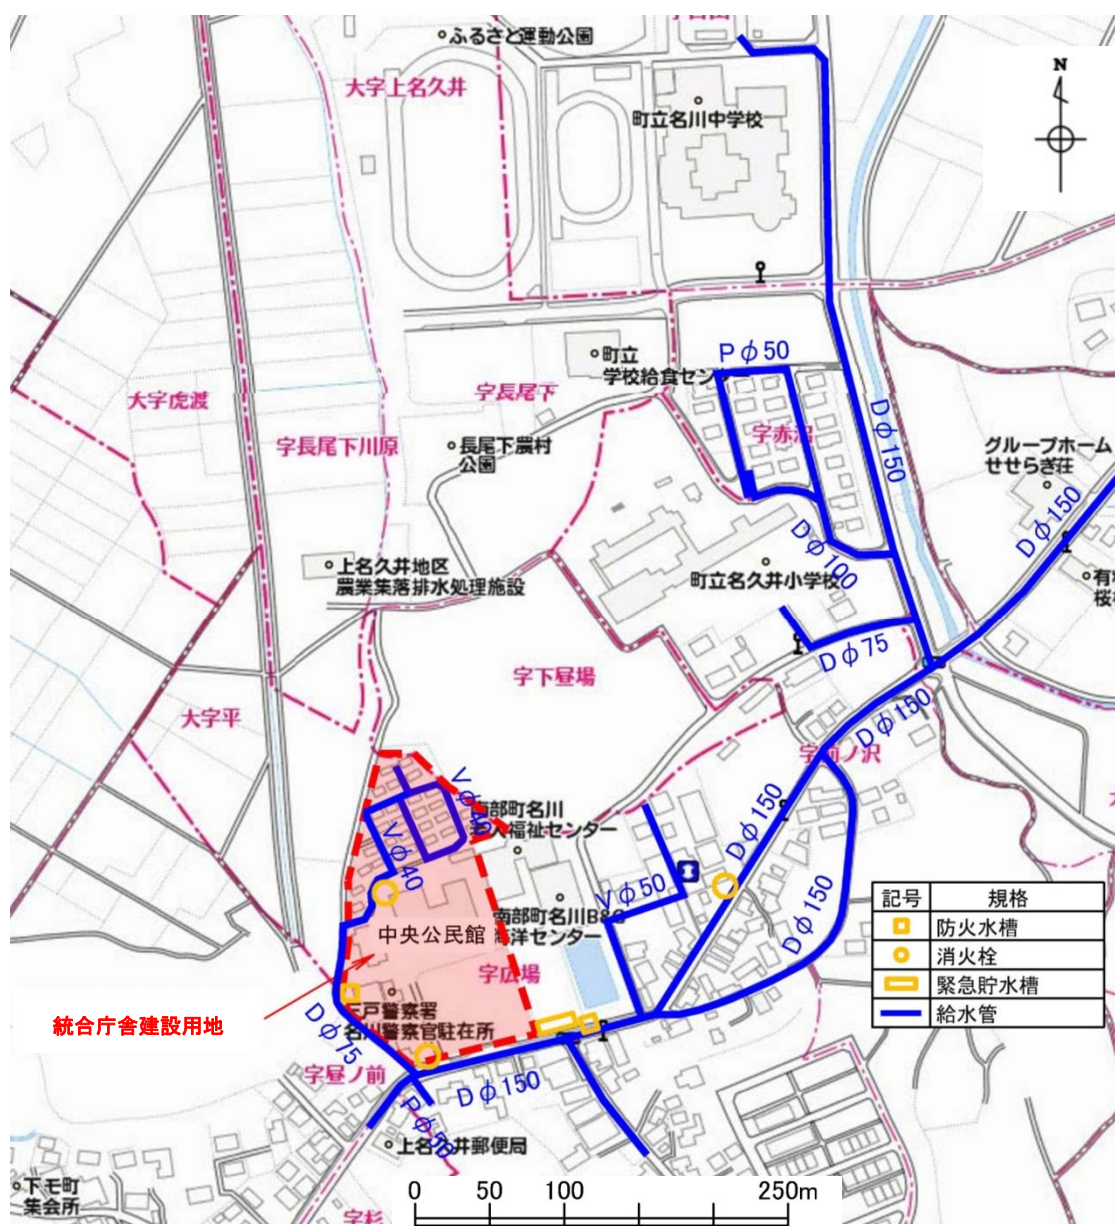 ふるさと運動公園
大字上名久井
N
町立名川中学校
町立
学校給食センター
Pφ50
大字虎渡
字長尾下
字赤沼
Dφ150
字長尾下川原
長尾下農村
公園
グループホーム
せせらぎ荘
Dφ150
上名久井地区
農業集落排水処理施設
Dφ100
町立名久井小学校
Dφ75
字下昼場
大字平
Dφ150
字前ノ沢
Vφ40
南部町名川
老人福祉センター
Dφ150
Vφ40
Vφ50
Dφ150
記号 規格
防火水槽
消火栓
緊急貯水槽
給水管
南部町名川B&G
海洋センター
中央公民館
字広場
統合庁舎建設用地
三戸警察署
名川警察官駐在所
Dφ75
字昼ノ前
Dφ150
Pφ50
上名久井郵便局
下モ町
集会所
字杉
0 50 100 250m